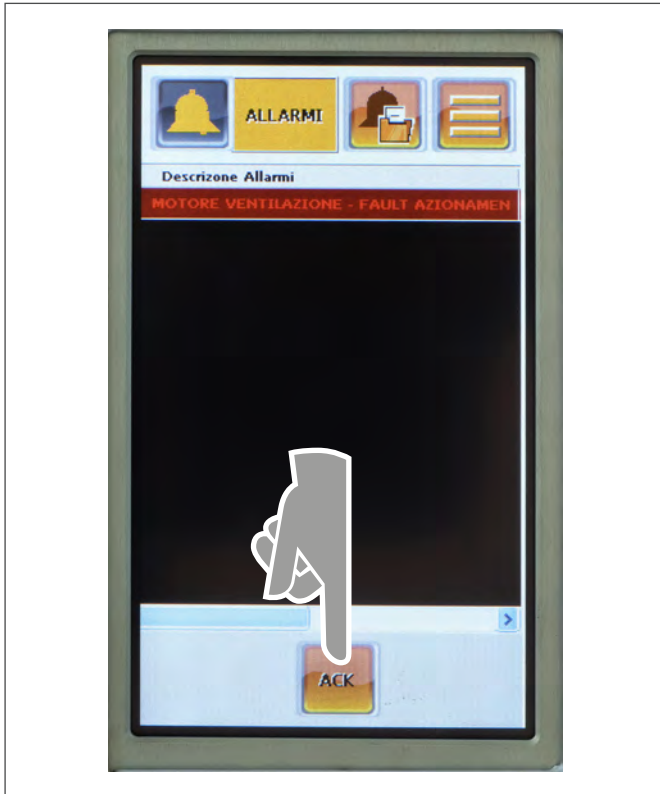 ALLARMI
Descrizone Allarmi
MOTORE VENTILAZIONE - FAULT AZIONAMEN
ACK